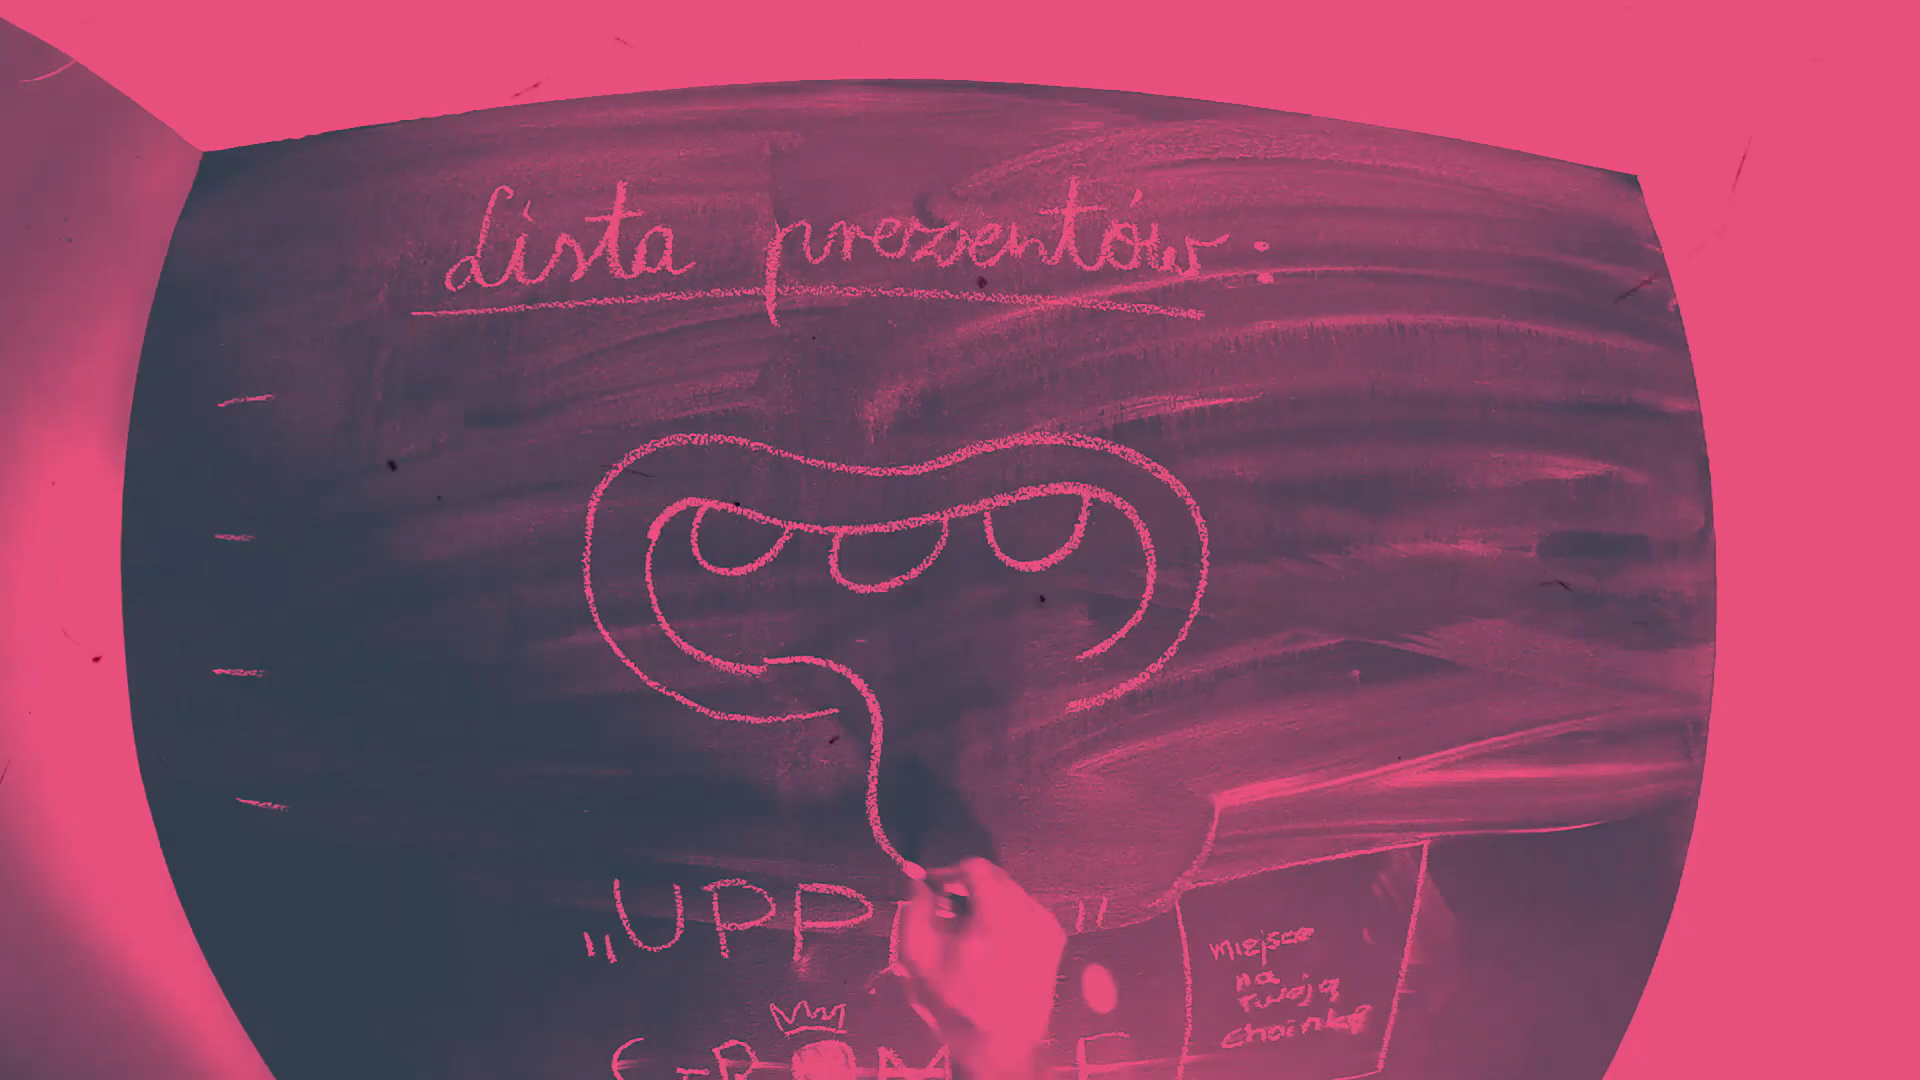 Lista prezentów:
„UPP "
miejsce
na
Twoją
choinkę